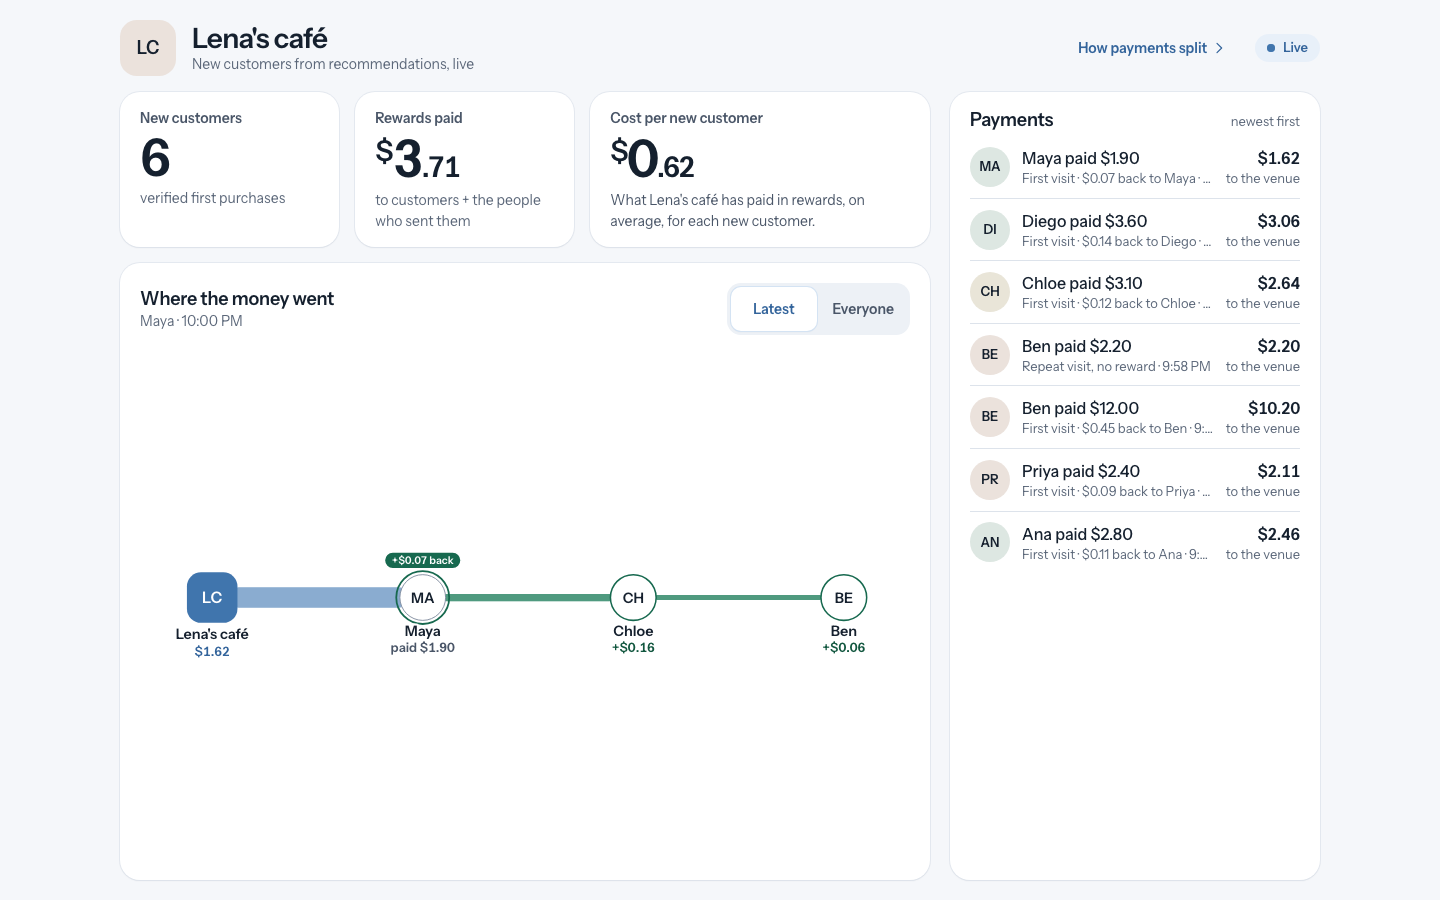 LC
Lena's café
New customers from recommendations, live
How payments split
Live
New customers
6
verified first purchases
Rewards paid
$3.71
to customers + the people
who sent them
Cost per new customer
$0.62
What Lena's café has paid in rewards, on
average, for each new customer.
Where the money went
Maya · 10:00 PM
Latest
Everyone
+$0.07 back
LC
MA
CH
BE
Lena's café
$1.62
Maya
paid $1.90
Chloe
+$0.16
Ben
+$0.06
Payments
newest first
MA
Maya paid $1.90
$1.62
First visit · $0.07 back to Maya · …
to the venue
DI
Diego paid $3.60
$3.06
First visit · $0.14 back to Diego · …
to the venue
CH
Chloe paid $3.10
$2.64
First visit · $0.12 back to Chloe · …
to the venue
BE
Ben paid $2.20
$2.20
Repeat visit, no reward · 9:58 PM
to the venue
BE
Ben paid $12.00
$10.20
First visit · $0.45 back to Ben · 9:…
to the venue
PR
Priya paid $2.40
$2.11
First visit · $0.09 back to Priya · …
to the venue
AN
Ana paid $2.80
$2.46
First visit · $0.11 back to Ana · 9:…
to the venue